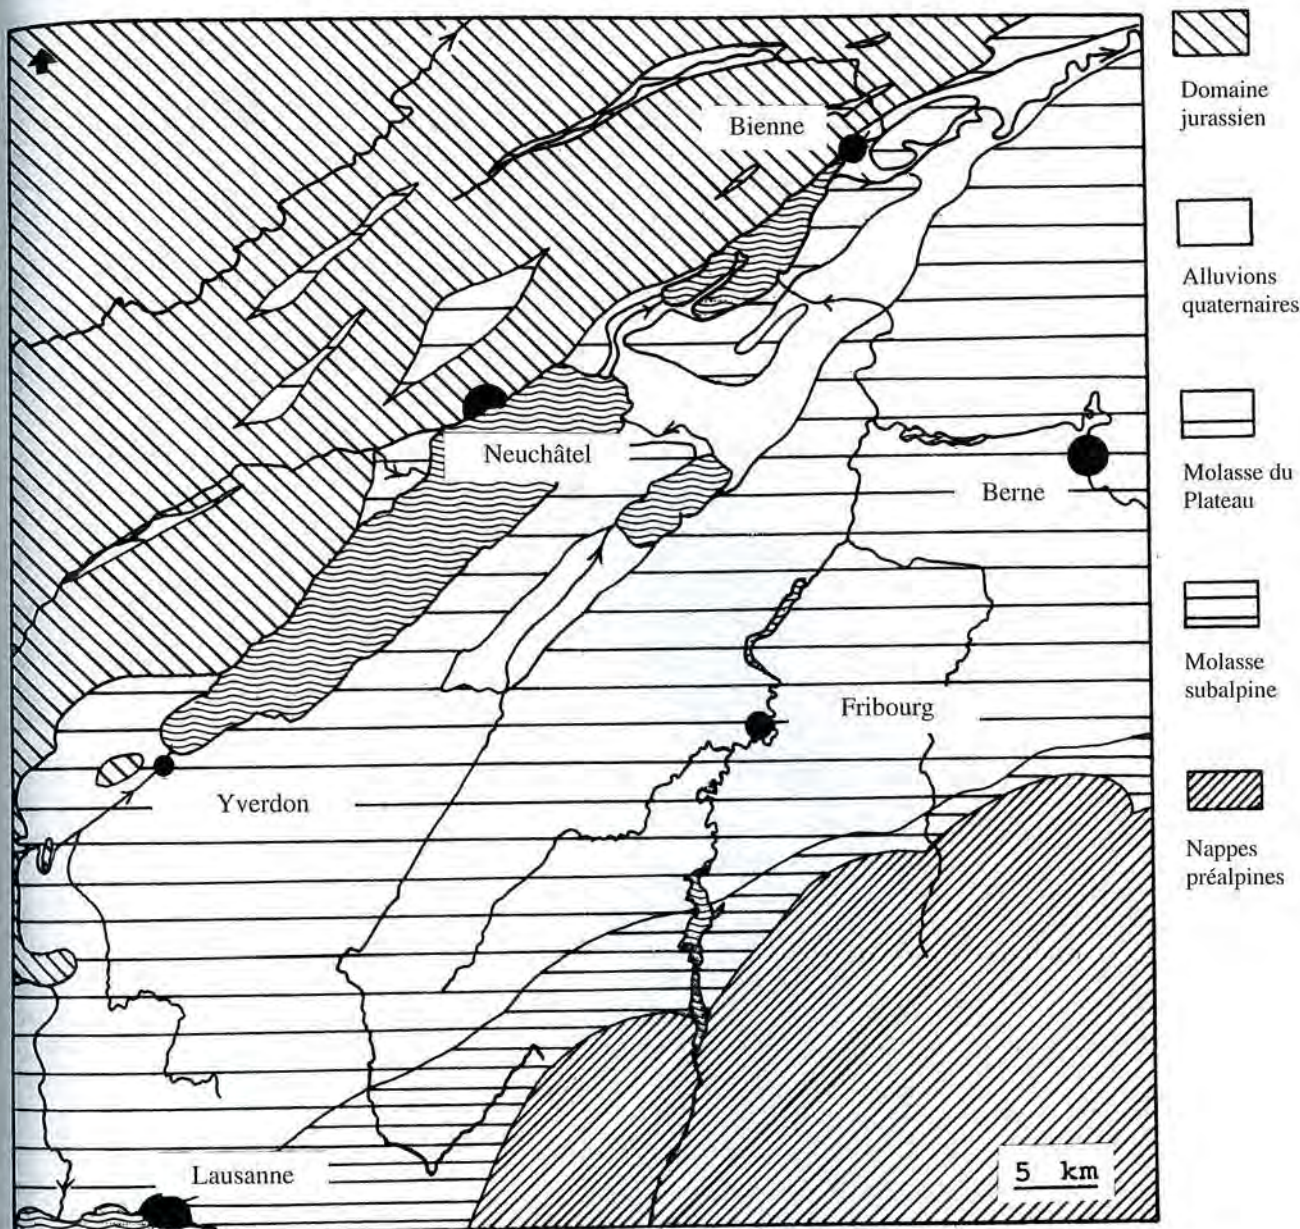 Bienne
Neuchâtel
Berne
Fribourg
Yverdon
Lausanne
5 km
Domaine
jurassien
Alluvions
quaternaires
Molasse du
Plateau
Molasse
subalpine
Nappes
préalpines